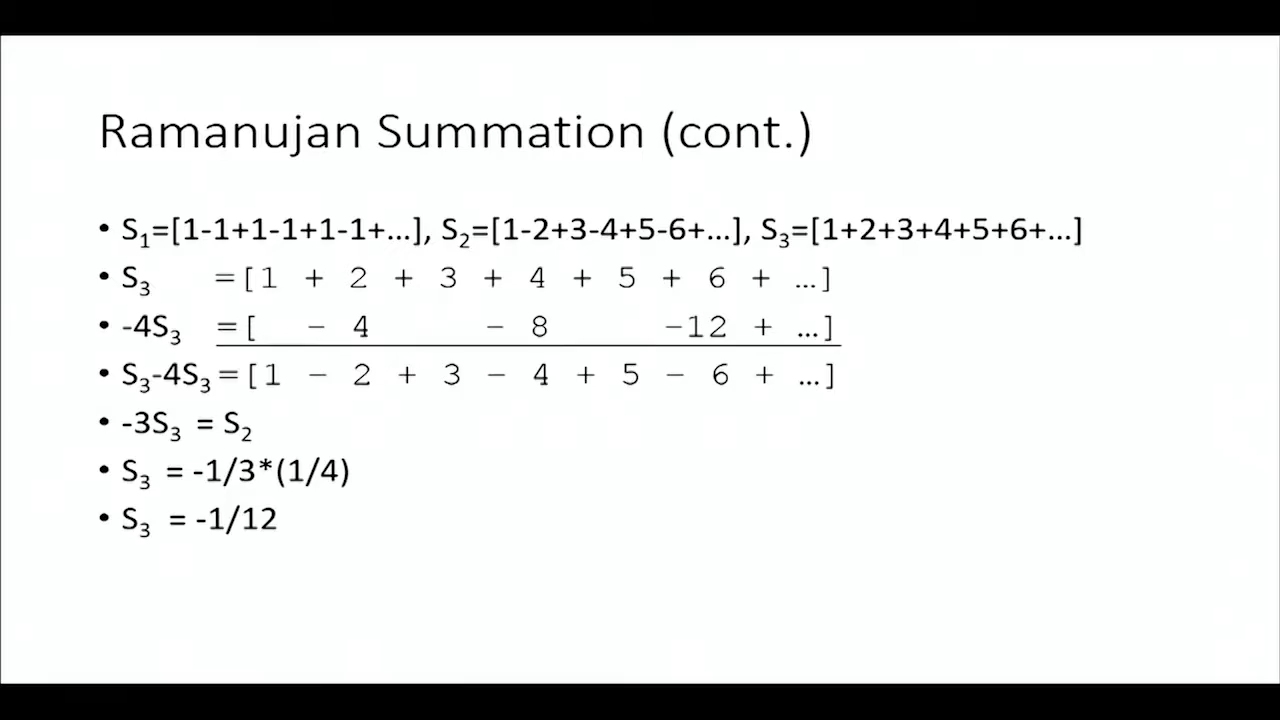 Ramanujan Summation (cont.)
• S₁=[1-1+1-1+1-1+...], S₂=[1-2+3-4+5-6+...], S₃=[1+2+3+4+5+6+...]
• S₃ =[1 + 2 + 3 + 4 + 5 + 6 + ...]
• -4S₃ =[ - 4 - 8 -12 + ...]
• S₃-4S₃=[1 - 2 + 3 - 4 + 5 - 6 + ...]
• -3S₃ = S₂
• S₃ = -1/3*(1/4)
• S₃ = -1/12